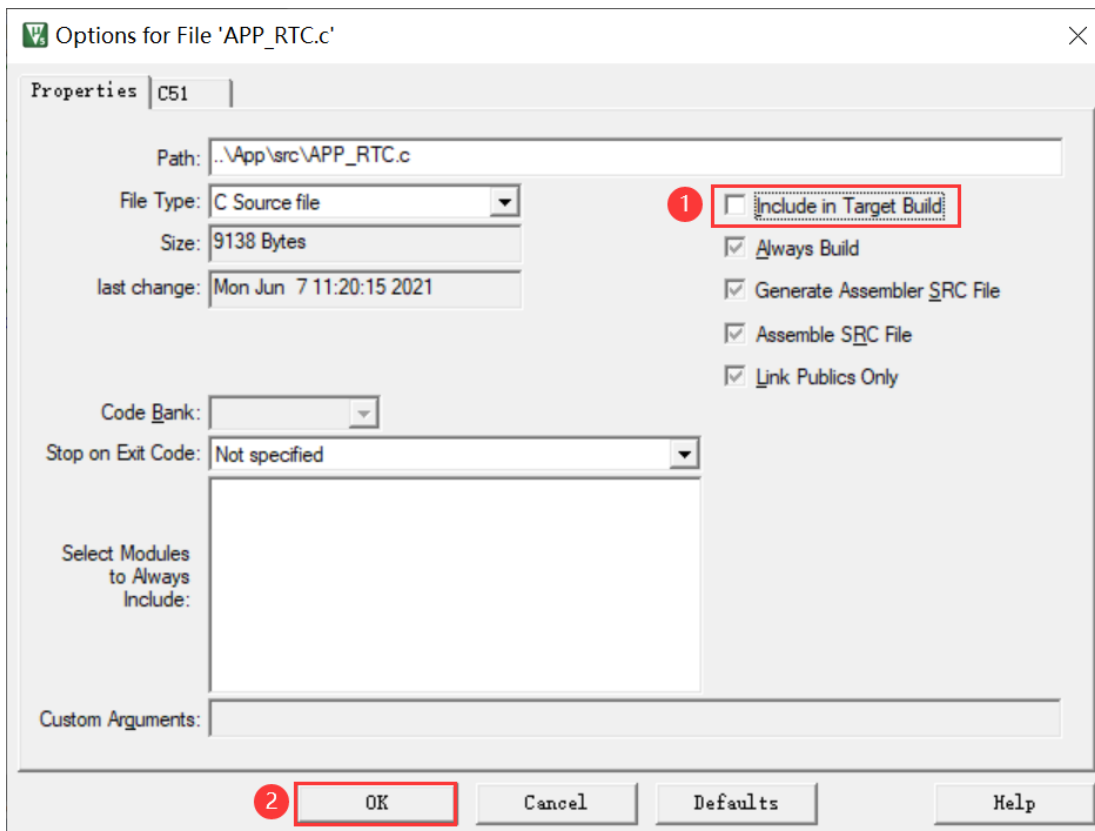 Options for File 'APP_RTC.c'
Properties C51
Path: ..\App\src\APP_RTC.c
File Type: C Source file
1 Include in Target Build
Size: 9138 Bytes
Always Build
last change: Mon Jun  7 11:20:15 2021
Generate Assembler SRC File
Assemble SRC File
Link Publics Only
Code Bank:
Stop on Exit Code: Not specified
Select Modules
to Always
Include:
Custom Arguments:
2 OK Cancel Defaults Help